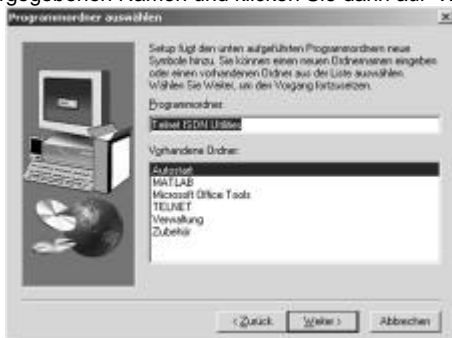 gegebenen Namen und klicken Sie dann auf
Programmordner auswählen
Setup fügt den unten aufgeführten Programmordnern neue
Symbole hinzu. Sie können einen neuen Ordnernamen eingeben
oder einen vorhandenen Ordner aus der Liste auswählen.
Wählen Sie Weiter, um den Vorgang fortzusetzen.
Programmordner:
Telnet ISDN Utilities
Vorhandene Ordner:
Autostart
MATLAB
Microsoft Office Tools
TELNET
Verwaltung
Zubehör
< Zurück
Weiter >
Abbrechen